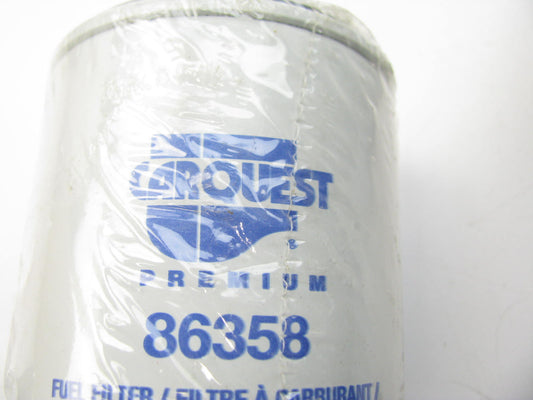 CARQUEST
PREMIUM
86358
FUEL FILTER / FILTRE À CARBURANT /